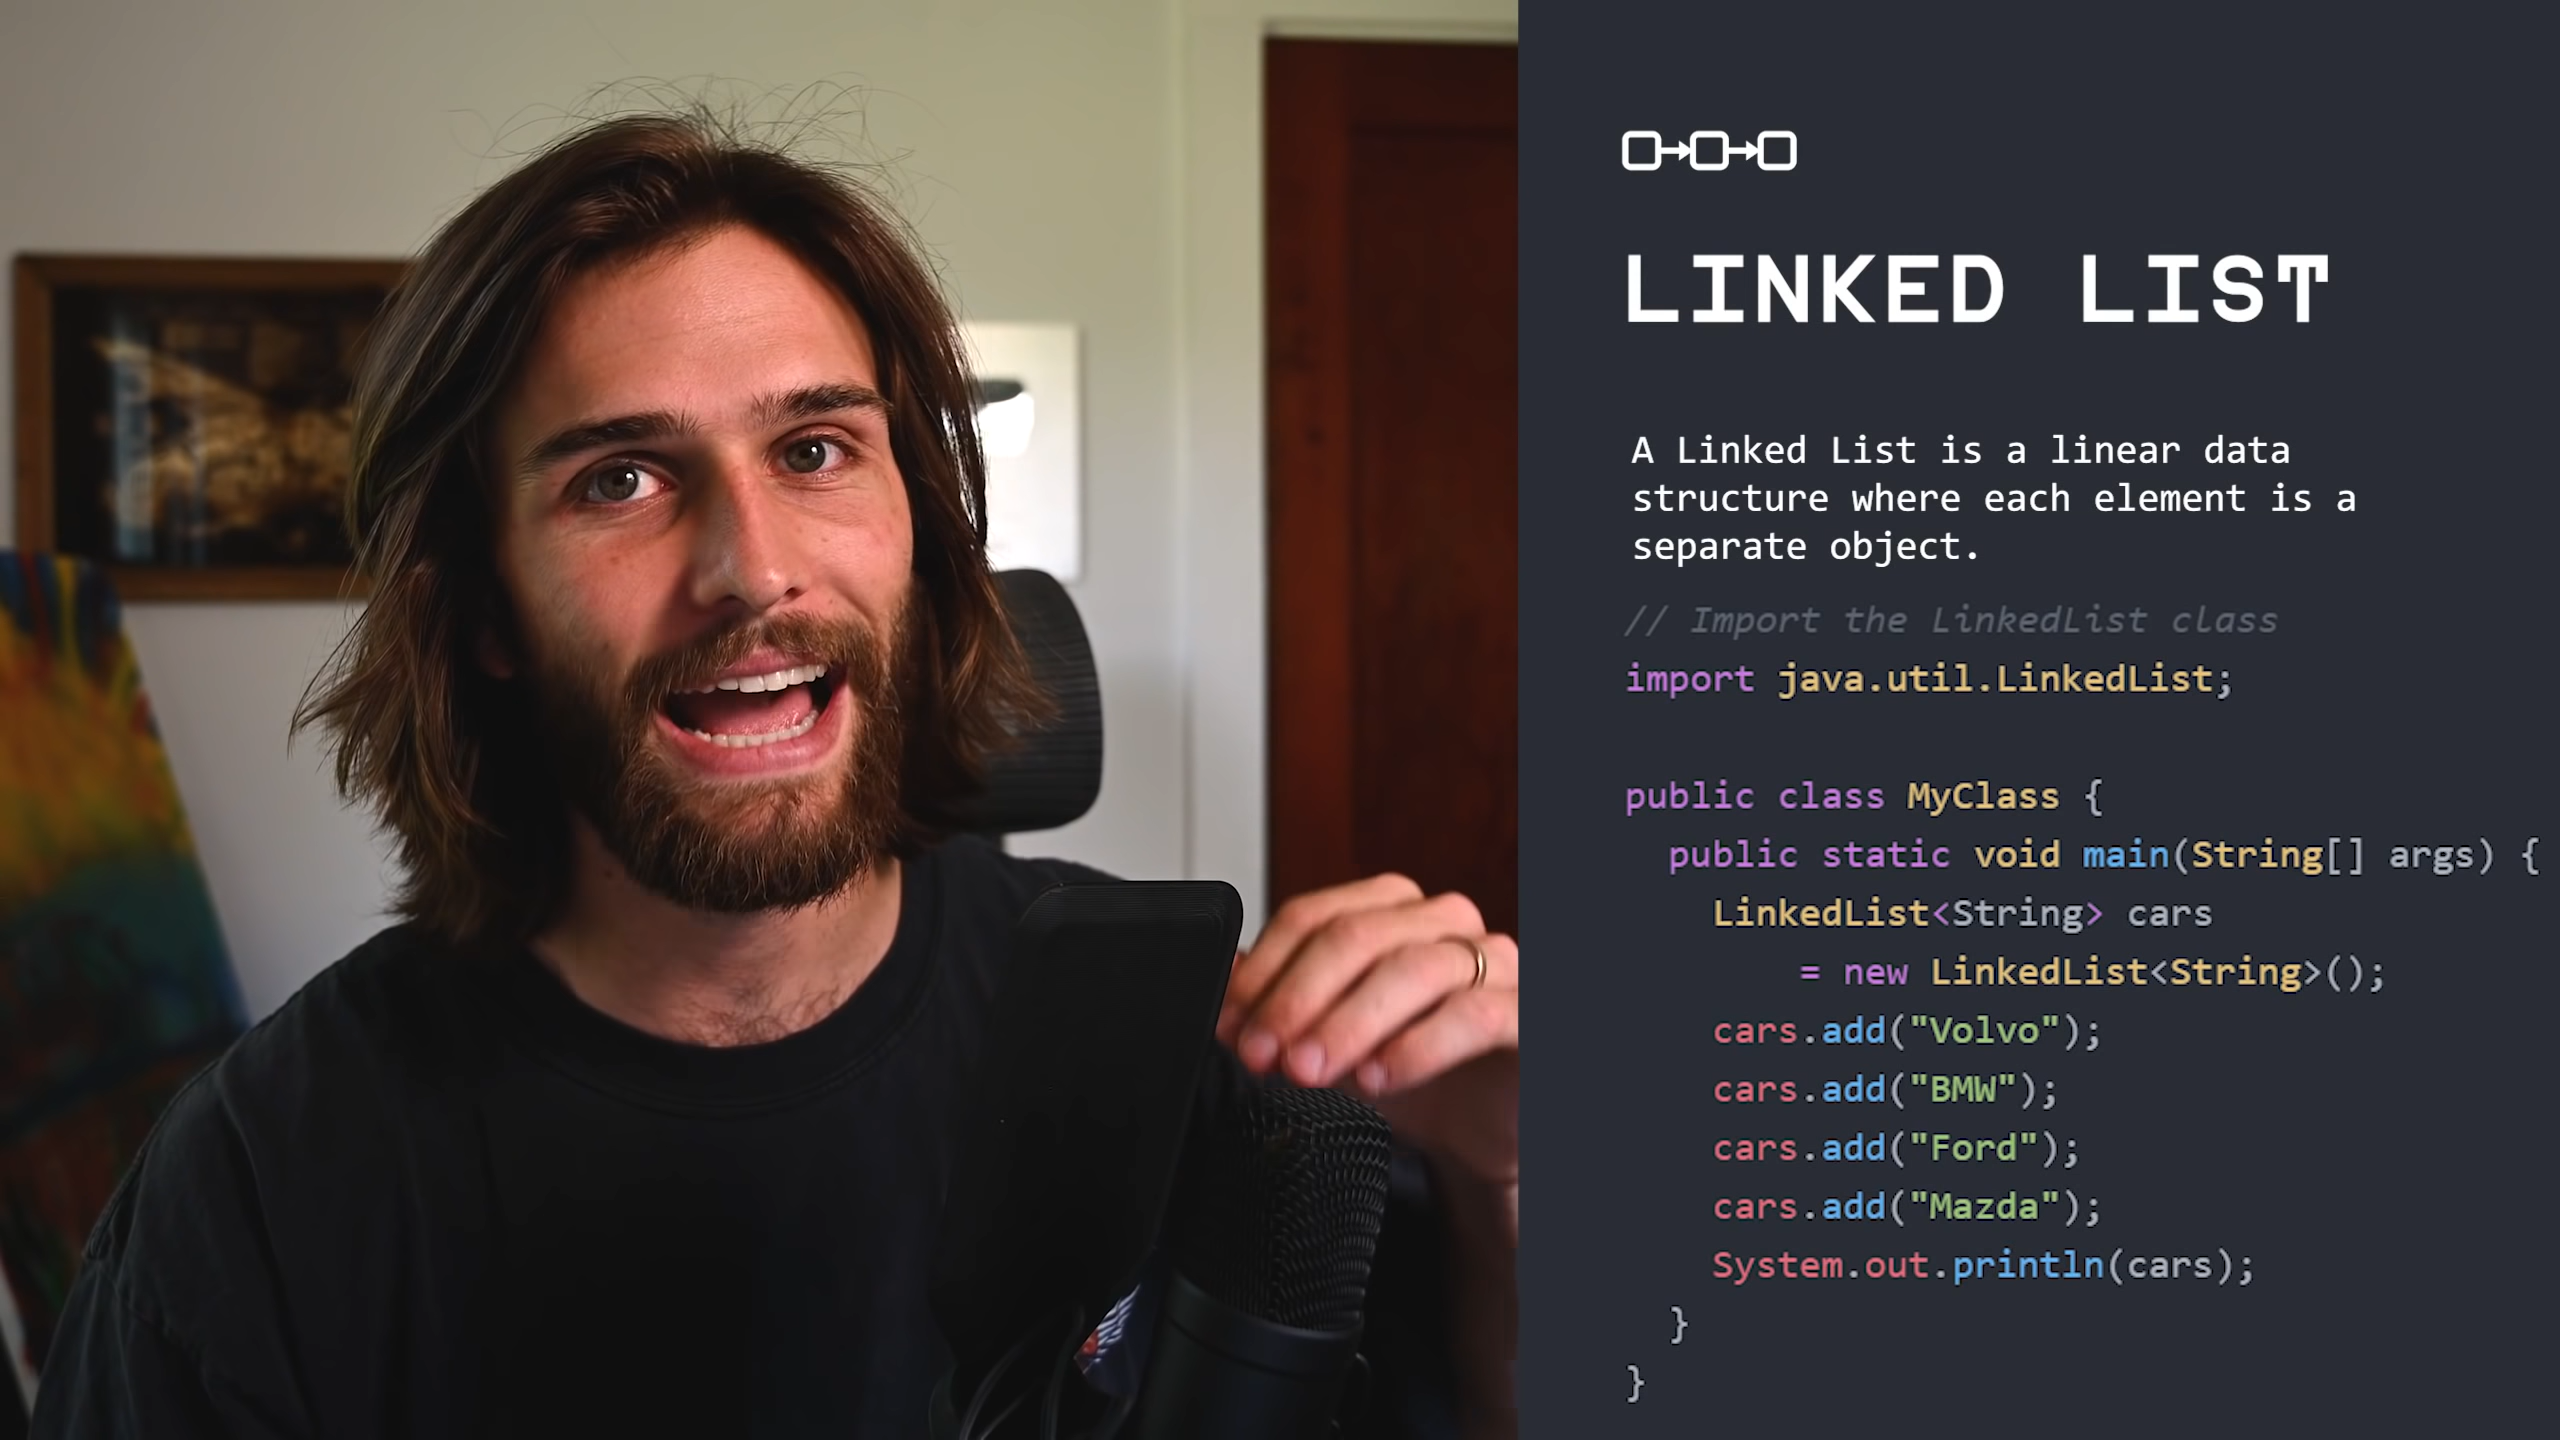 LINKED LIST
A Linked List is a linear data
structure where each element is a
separate object.
// Import the LinkedList class
import java.util.LinkedList;
public class MyClass {
  public static void main(String[] args) {
    LinkedList<String> cars
        = new LinkedList<String>();
    cars.add("Volvo");
    cars.add("BMW");
    cars.add("Ford");
    cars.add("Mazda");
    System.out.println(cars);
  }
}